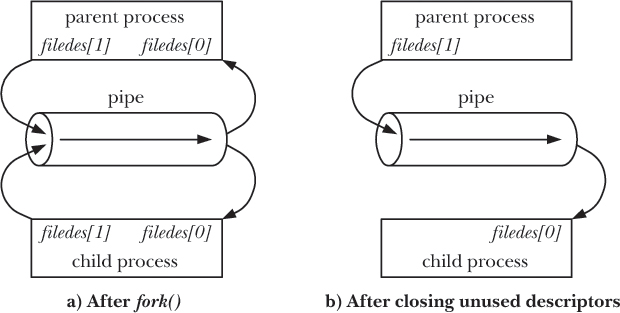 parent process
filedes[1] filedes[0]
pipe
filedes[1] filedes[0]
child process
a) After fork()
parent process
filedes[1]
pipe
filedes[0]
child process
b) After closing unused descriptors